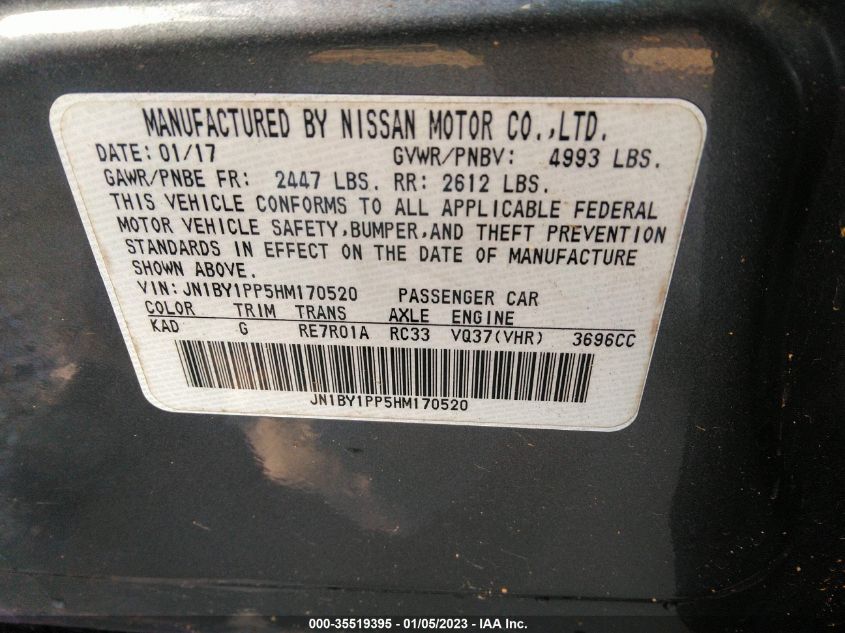 MANUFACTURED BY NISSAN MOTOR CO.,LTD.
DATE: 01/17 GVWR/PNBV: 4993 LBS.
GAWR/PNBE FR: 2447 LBS. RR: 2612 LBS.
THIS VEHICLE CONFORMS TO ALL APPLICABLE FEDERAL
MOTOR VEHICLE SAFETY,BUMPER,AND THEFT PREVENTION
STANDARDS IN EFFECT ON THE DATE OF MANUFACTURE
SHOWN ABOVE.
VIN: JN1BY1PP5HM170520 PASSENGER CAR
COLOR TRIM TRANS AXLE ENGINE
KAD G RE7R01A RC33 VQ37(VHR) 3696CC
JN1BY1PP5HM170520
000-35519395 - 01/05/2023 - IAA Inc.